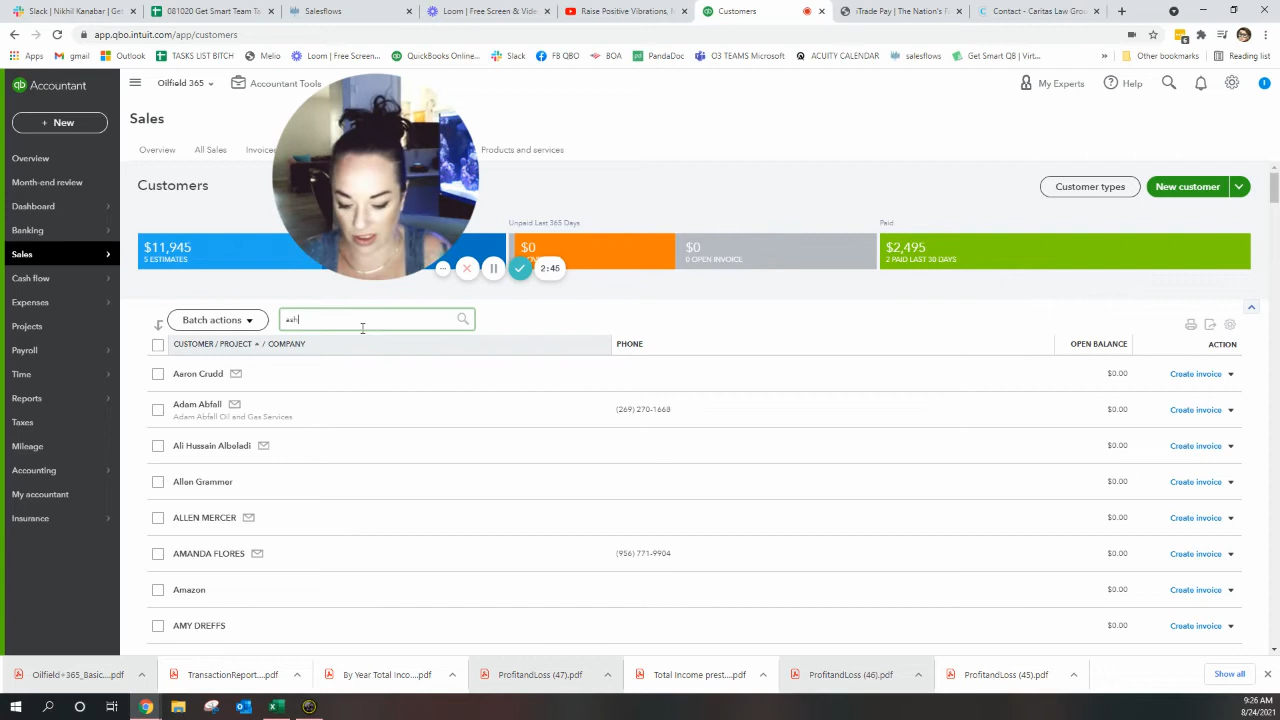 Slack | Nikhil Kanabar | Get
081020 Get Smart Team To
Salesflows
Loom | Free Screen & Vide
Raise Positive Vibrations,
Customers
iTrade Pay | The Nation's F
Contact - Caritas Law Grou
app.qbo.intuit.com/app/customers
Apps
gmail
Outlook
TASKS LIST BITCH
Melio
Loom | Free Screen...
QuickBooks Online...
Slack
FB QBO
BOA
PandaDoc
O3 TEAMS Microsoft
ACUITY CALENDAR
salesflows
Get Smart QB | Virt...
qb Accountant
Oilfield 365
Accountant Tools
My Experts
Help
+ New
Sales
Overview
All Sales
Products and services
Overview
Month-end review
Dashboard
Banking
Sales
Cash flow
Expenses
Projects
Payroll
Time
Reports
Taxes
Mileage
Accounting
My accountant
Insurance
Customers
Customer types
New customer
Unpaid Last 365 Days
Paid
$11,945
5 ESTIMATES
$0
$0
0 OPEN INVOICE
$2,495
2 PAID LAST 30 DAYS
2:45
Batch actions
ash
CUSTOMER / PROJECT / COMPANY
PHONE
OPEN BALANCE
ACTION
Aaron Crudd
$0.00
Create invoice
Adam Abfall
Adam Abfall Oil and Gas Services
(269) 270-1668
$0.00
Create invoice
Ali Hussain Albeladi
$0.00
Create invoice
Allen Grammer
$0.00
Create invoice
ALLEN MERCER
$0.00
Create invoice
AMANDA FLORES
(956) 771-9904
$0.00
Create invoice
Amazon
$0.00
Create invoice
AMY DREFFS
$0.00
Create invoice
Oilfield+365_Basic....pdf
TransactionReport....pdf
By Year Total Inco....pdf
ProfitandLoss (47).pdf
Total Income prest....pdf
ProfitandLoss (46).pdf
ProfitandLoss (45).pdf
Show all
9:26 AM
8/24/2021